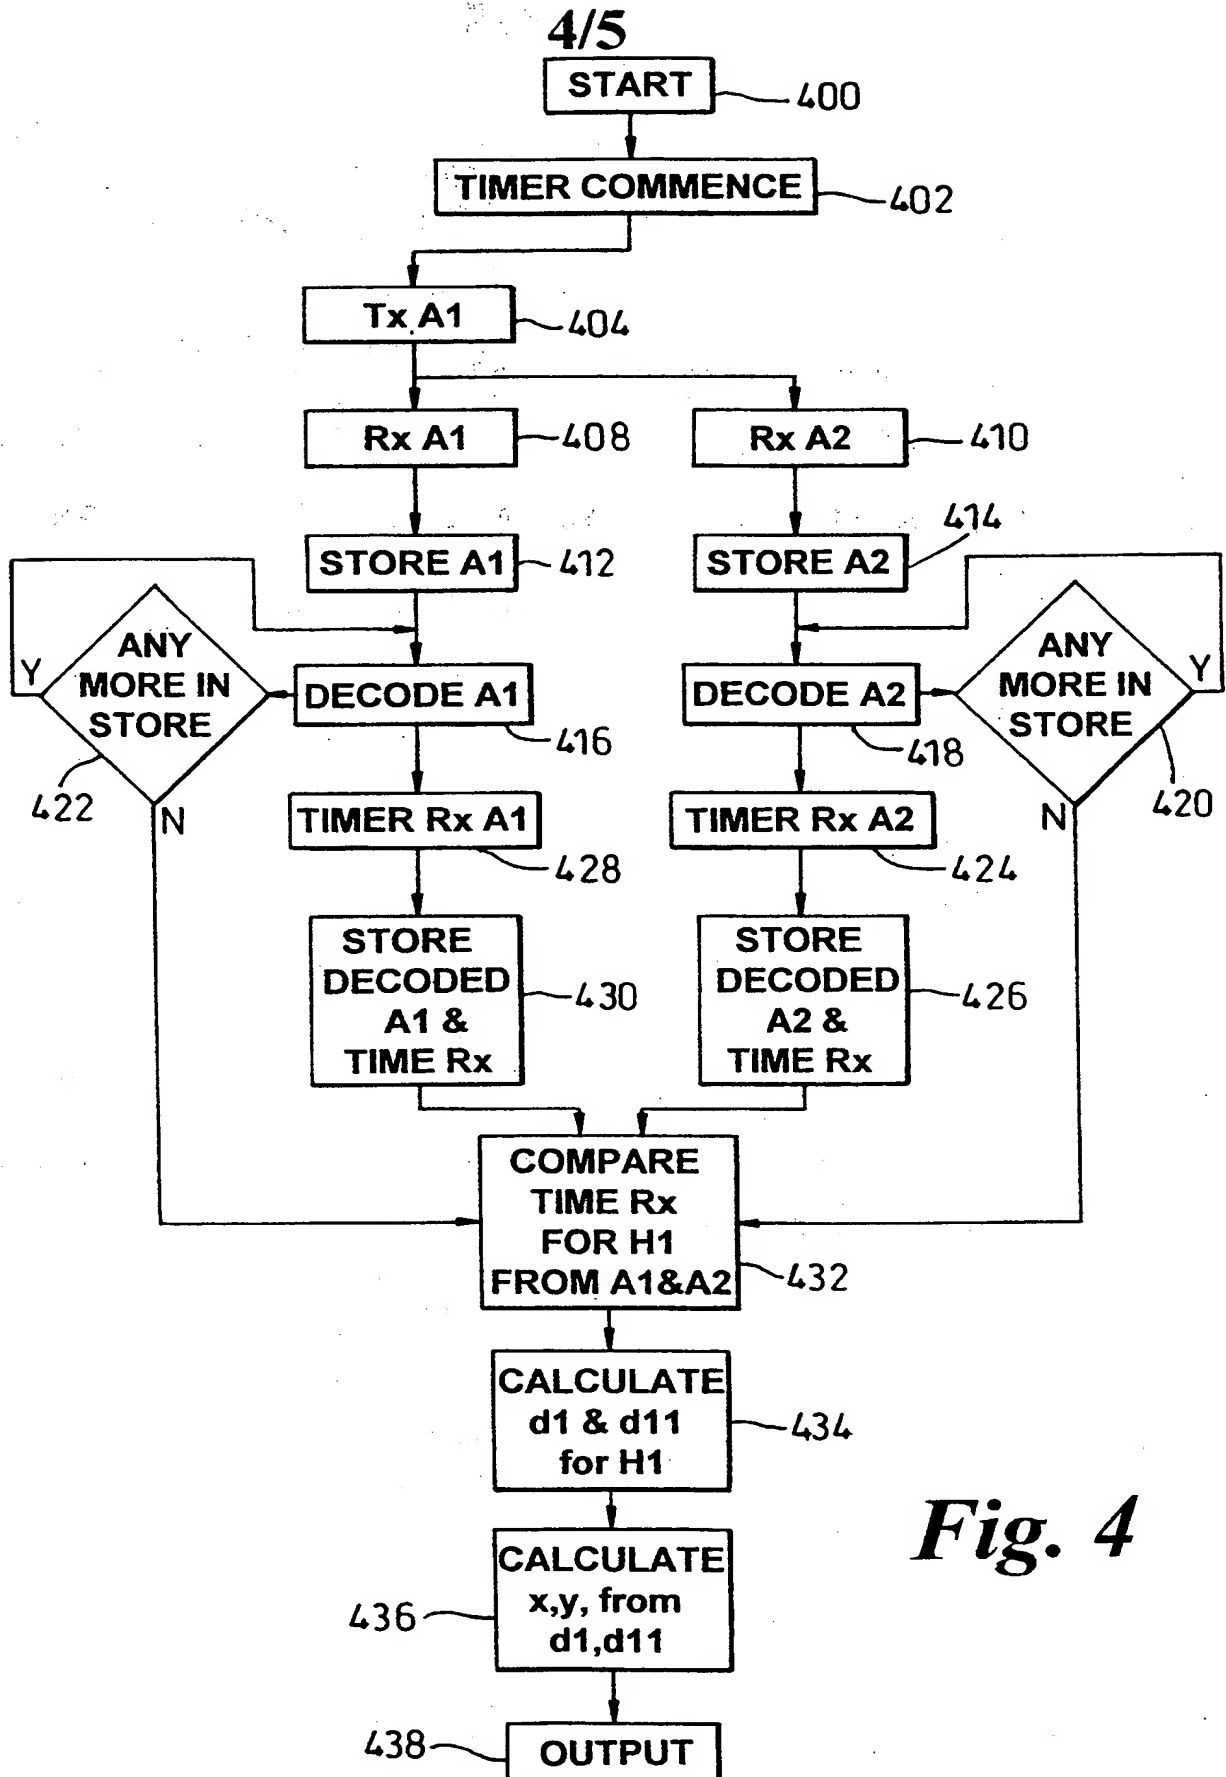 4/5
START
400
TIMER COMMENCE
402
Tx A1
404
Rx A1
408
Rx A2
410
STORE A1
412
STORE A2
414
ANY
MORE IN
STORE
Y
N
422
DECODE A1
416
DECODE A2
418
ANY
MORE IN
STORE
Y
N
420
TIMER Rx A1
428
TIMER Rx A2
424
STORE
DECODED
A1 &
TIME Rx
430
STORE
DECODED
A2 &
TIME Rx
426
COMPARE
TIME Rx
FOR H1
FROM A1&A2
432
CALCULATE
d1 & d11
for H1
434
CALCULATE
x,y, from
d1,d11
436
OUTPUT
438
Fig. 4